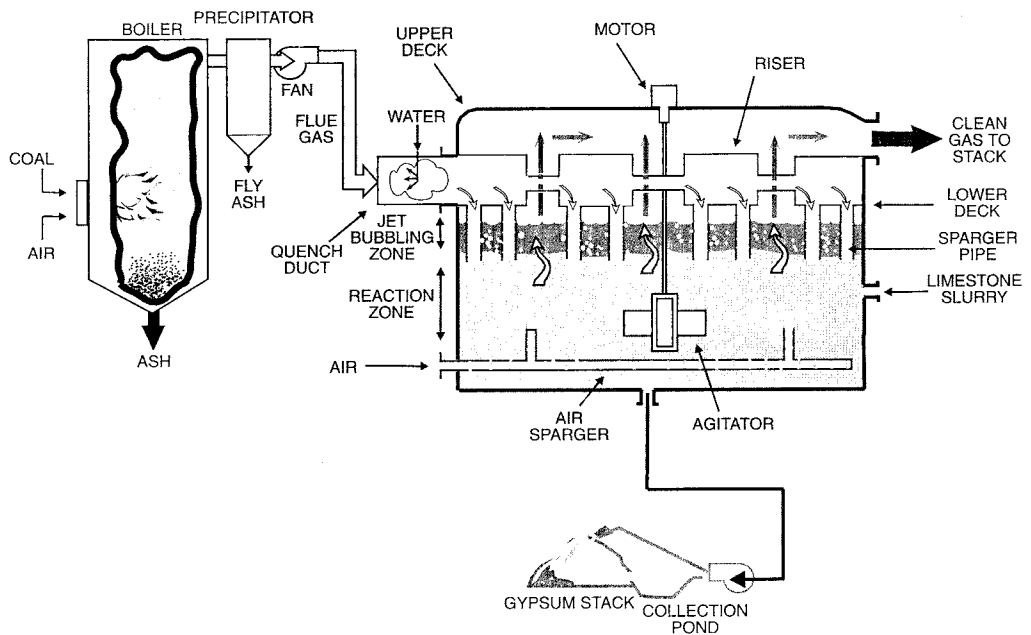 BOILER
PRECIPITATOR
FAN
FLUE
GAS
COAL
AIR
FLY
ASH
ASH
UPPER
DECK
MOTOR
RISER
WATER
CLEAN
GAS TO
STACK
QUENCH
DUCT
JET
BUBBLING
ZONE
LOWER
DECK
SPARGER
PIPE
REACTION
ZONE
LIMESTONE
SLURRY
AIR
AIR
SPARGER
AGITATOR
GYPSUM STACK
COLLECTION
POND